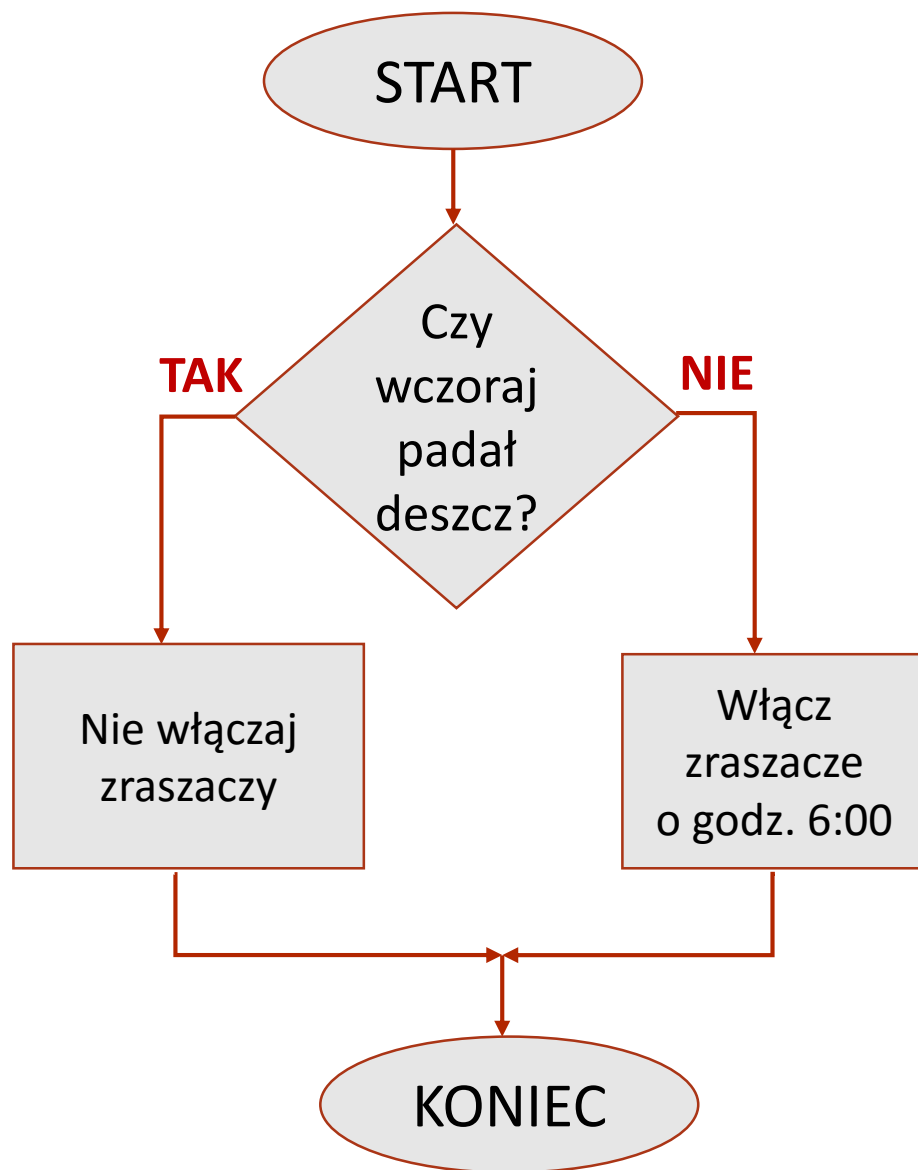 START
Czy
wczoraj
padał
deszcz?
TAK
NIE
Nie włączaj
zraszaczy
Włącz
zraszacze
o godz. 6:00
KONIEC